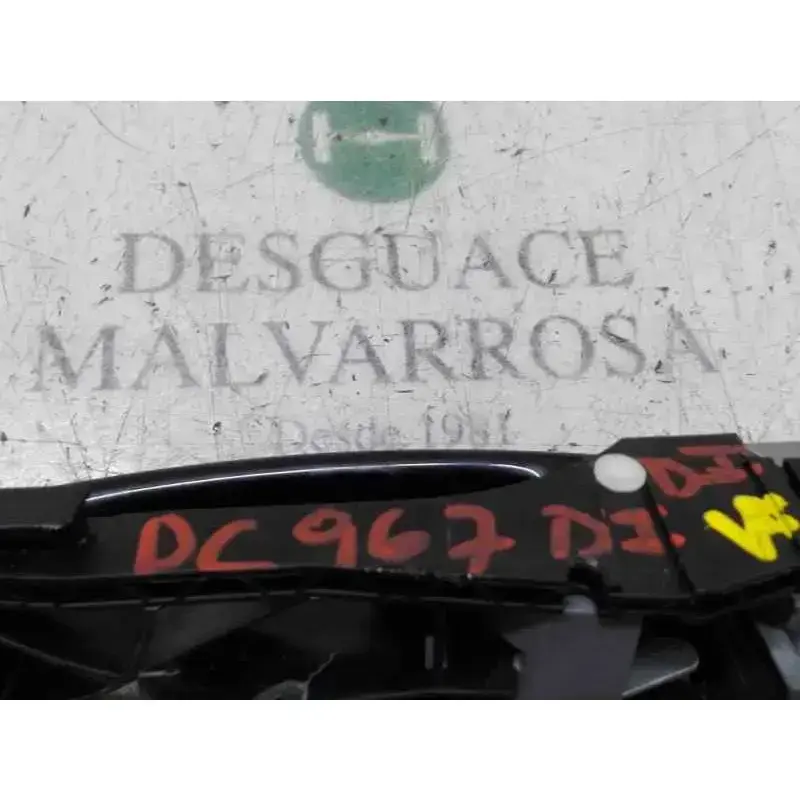 DESGUACE
MALVARROSA
Desde 1981
DC 967 DI.
D.I.